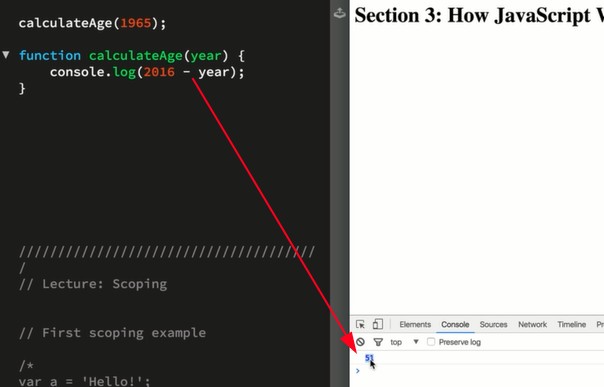 calculateAge(1965);
function calculateAge(year) {
console.log(2016 - year);
}
///////////////////////////////////////
/
// Lecture: Scoping
// First scoping example
/*
var a = 'Hello!';
Section 3: How JavaScript
Elements Console Sources Network Timeline
top Preserve log
51
>